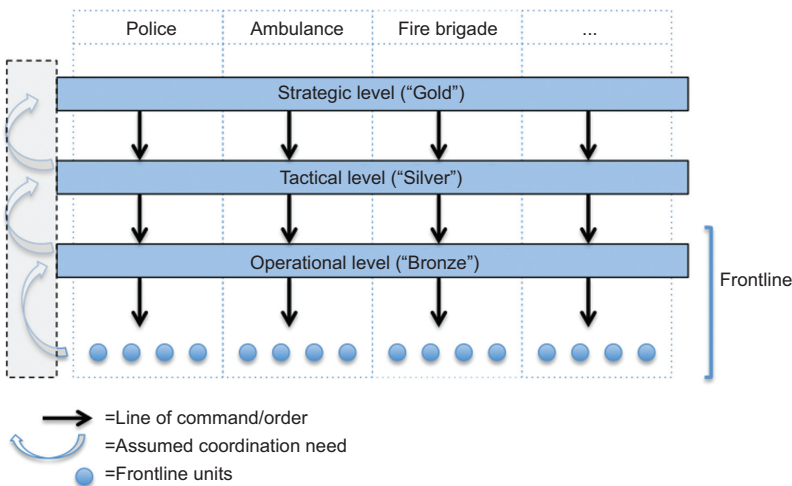 Police Ambulance Fire brigade ...
Strategic level (“Gold”)
Tactical level (“Silver”)
Operational level (“Bronze”)
Frontline
=Line of command/order
=Assumed coordination need
=Frontline units